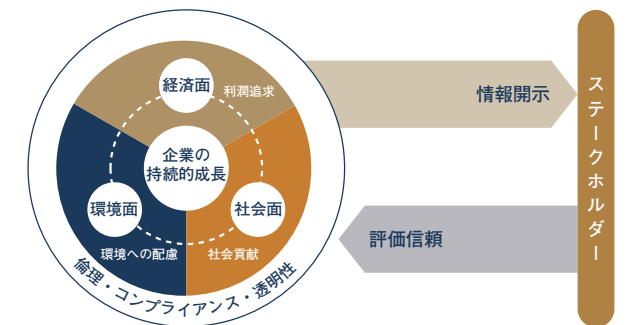 経済面
利潤追求
企業の
持続的成長
環境面
社会面
環境への配慮
社会貢献
倫理・コンプライアンス・透明性
情報開示
評価信頼
ステークホルダー